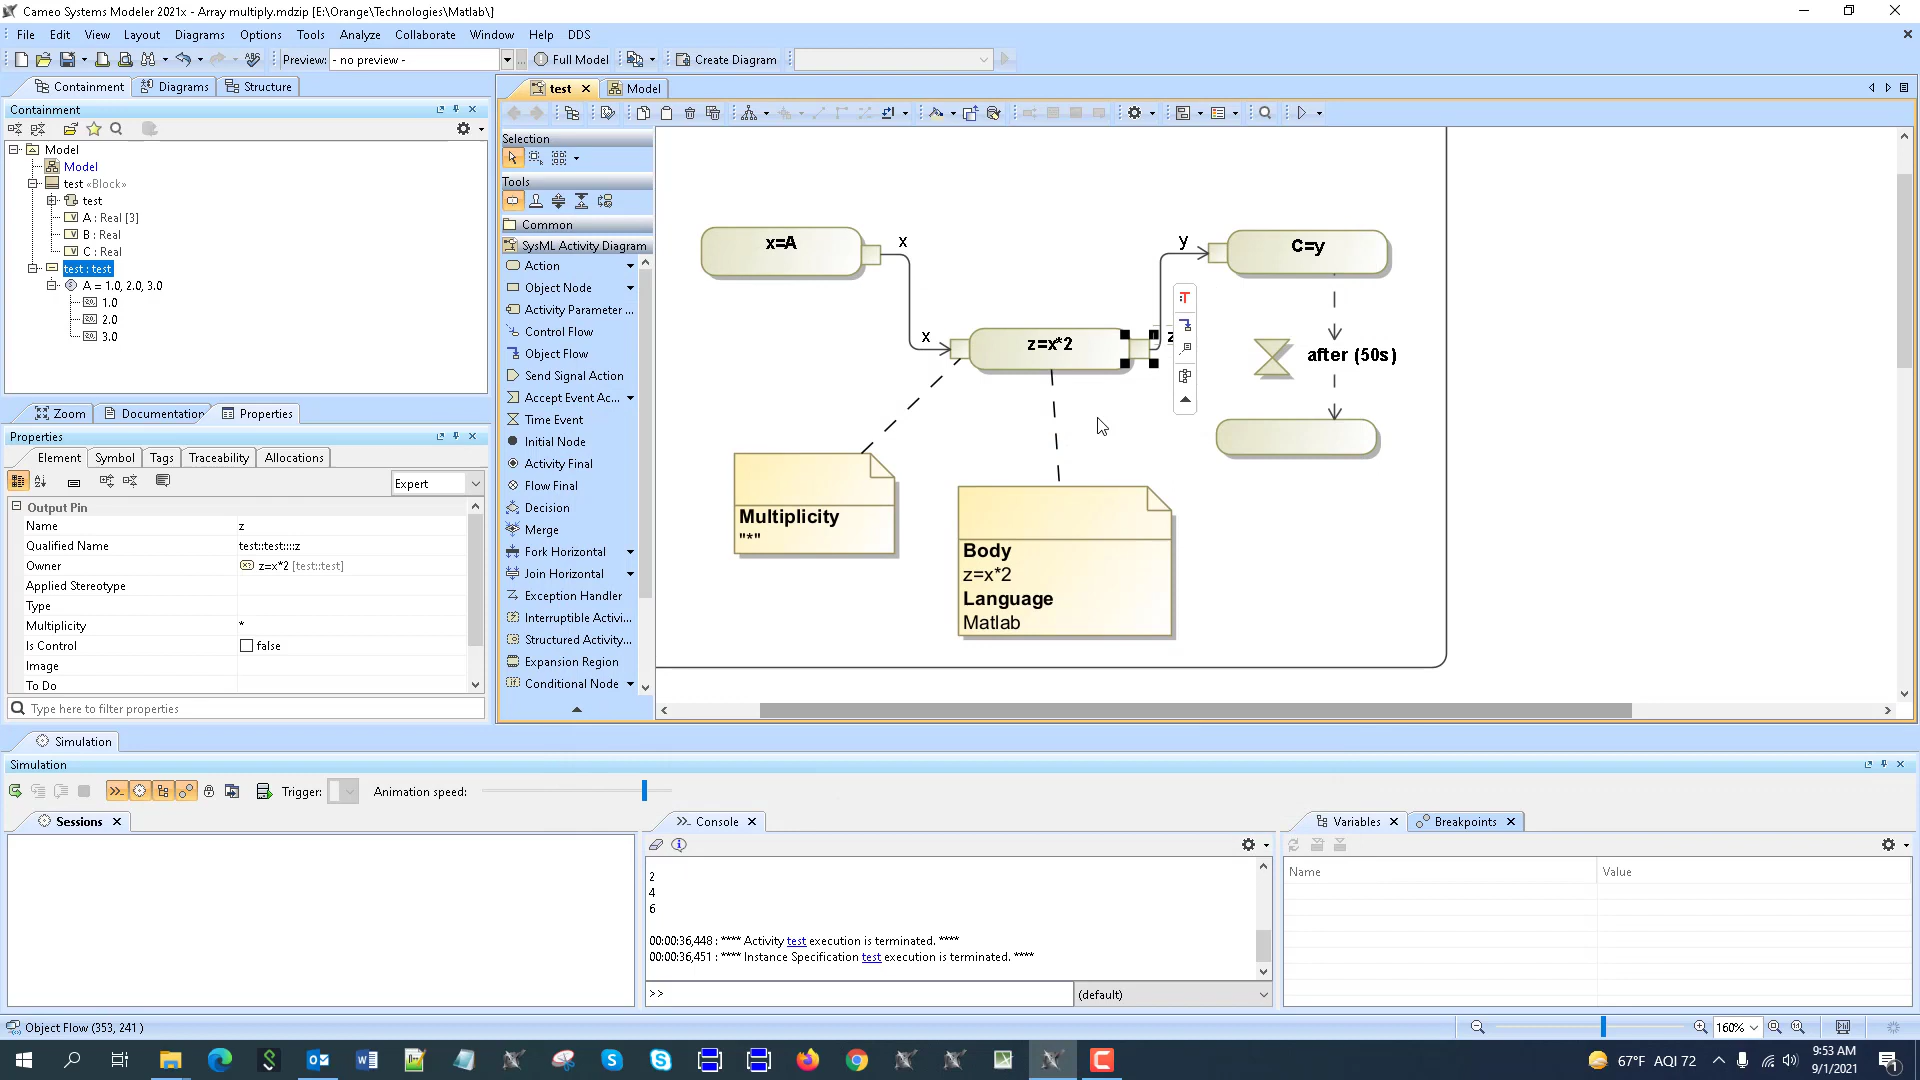 Cameo Systems Modeler 2021x - Array multiply.mdzip [E:\Orange\Technologies\Matlab\]
File Edit View Layout Diagrams Options Tools Analyze Collaborate Window Help DDS
Preview: - no preview - ... Full Model Create Diagram
Containment Diagrams Structure
Containment
Model
Model
test «Block»
test
A : Real [3]
B : Real
C : Real
test : test
A = 1.0, 2.0, 3.0
1.0
2.0
3.0
Zoom Documentation Properties
Properties
Element Symbol Tags Traceability Allocations
Expert
Output Pin
Name z
Qualified Name test::test::::z
Owner z=x*2 [test::test]
Applied Stereotype
Type
Multiplicity *
Is Control false
Image
To Do
Type here to filter properties
test Model
Selection
Tools
Common
SysML Activity Diagram
Action
Object Node
Activity Parameter ...
Control Flow
Object Flow
Send Signal Action
Accept Event Ac...
Time Event
Initial Node
Activity Final
Flow Final
Decision
Merge
Fork Horizontal
Join Horizontal
Exception Handler
Interruptible Activi...
Structured Activity...
Expansion Region
Conditional Node
x=A
x
y
C=y
x
z=x*2
z
after (50s)
Multiplicity
"*"
Body
z=x*2
Language
Matlab
Simulation
Simulation
Trigger: Animation speed:
Sessions
Console
2
4
6
00:00:36,448 : **** Activity test execution is terminated. ****
00:00:36,451 : **** Instance Specification test execution is terminated. ****
>> (default)
Variables Breakpoints
Name Value
Object Flow (353, 241 )
160%
67°F AQI 72
9:53 AM
9/1/2021
1